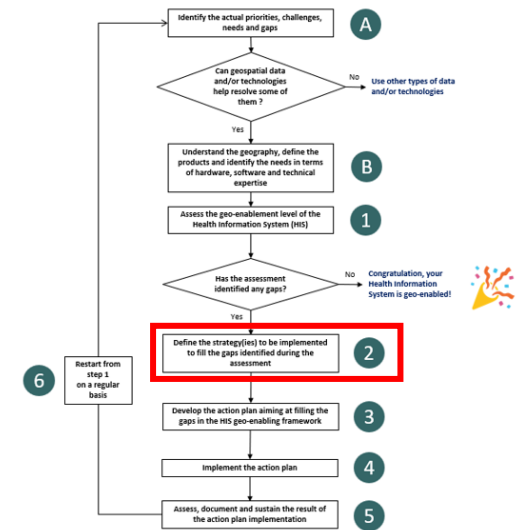 Identify the actual priorities, challenges,
needs and gaps
A
Can geospatial data
and/or technologies
help resolve some of
them ?
No
Use other types of data
and/or technologies
Yes
Understand the geography, define the
products and identify the needs in terms
of hardware, software and technical
expertise
B
Assess the geo-enablement level of the
Health Information System (HIS)
1
Has the assessment
identified any gaps?
No
Congratulation, your
Health Information
System is geo-enabled!
Yes
Define the strategy(ies) to be implemented
to fill the gaps identified during the
assessment
2
6
Restart from
step 1
on a regular
basis
Develop the action plan aiming at filling the
gaps in the HIS geo-enabling framework
3
Implement the action plan
4
Assess, document and sustain the result of
the action plan implementation
5